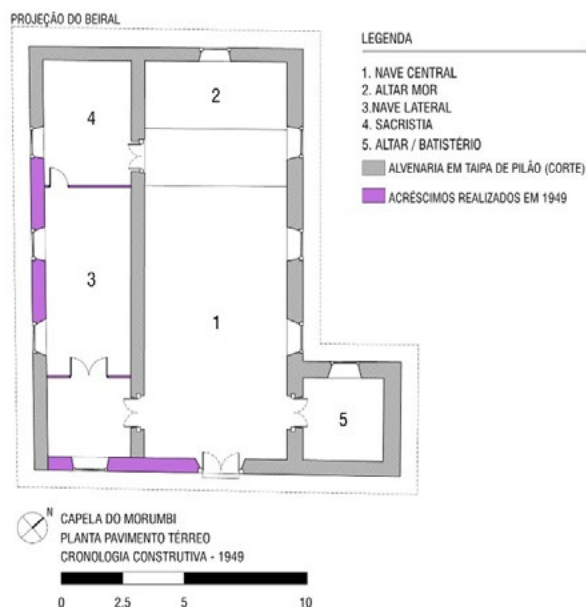 PROJEÇÃO DO BEIRAL
LEGENDA
1. NAVE CENTRAL
2. ALTAR MOR
3.NAVE LATERAL
4. SACRISTIA
5. ALTAR / BATISTÉRIO
ALVENARIA EM TAIPA DE PILÃO (CORTE)
ACRÉSCIMOS REALIZADOS EM 1949
4
2
3
1
5
N
CAPELA DO MORUMBI
PLANTA PAVIMENTO TÉRREO
CRONOLOGIA CONSTRUTIVA - 1949
0 2.5 5 10